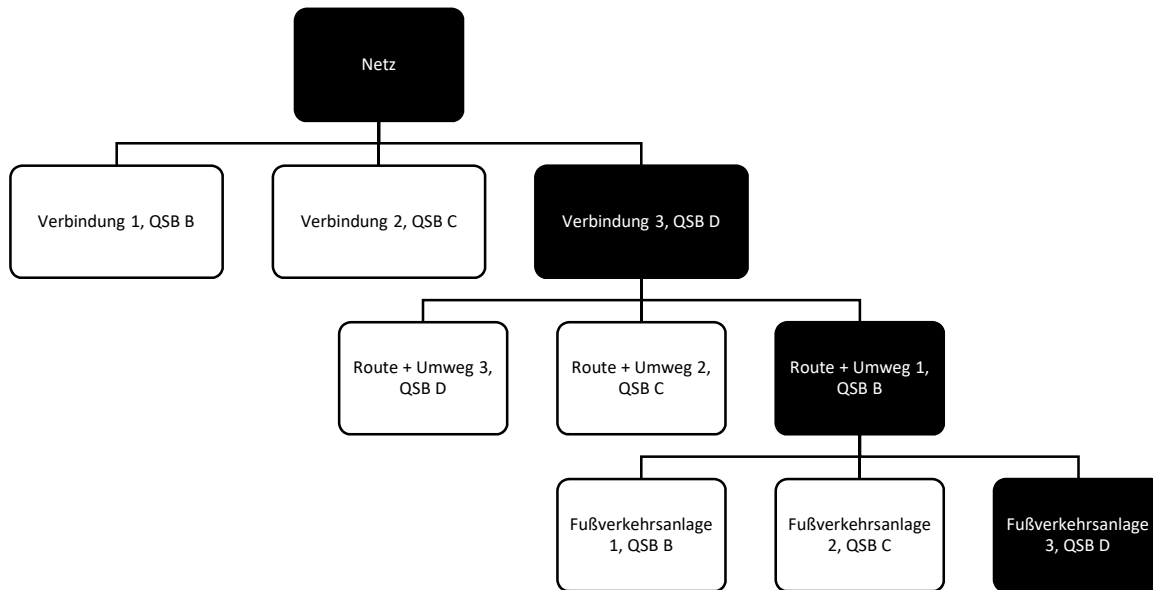 Netz
Verbindung 1, QSB B
Verbindung 2, QSB C
Verbindung 3, QSB D
Route + Umweg 3,
QSB D
Route + Umweg 2,
QSB C
Route + Umweg 1,
QSB B
Fußverkehrsanlage
1, QSB B
Fußverkehrsanlage
2, QSB C
Fußverkehrsanlage
3, QSB D